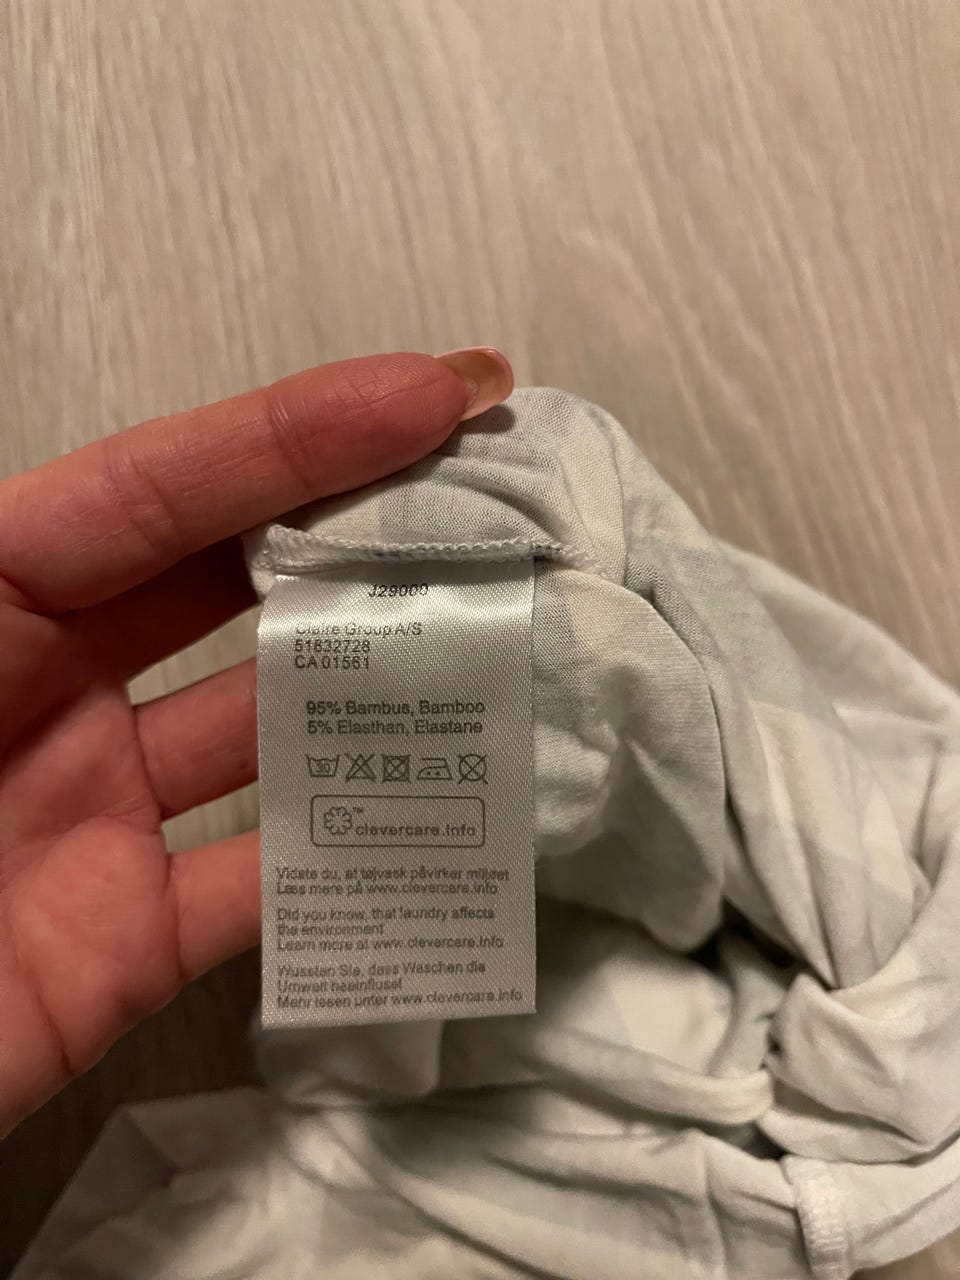 J29000
Claire Group A/S
51832728
CA 01561
95% Bambus, Bamboo
5% Elasthan, Elastane
30
™
clevercare.info
Vidste du, at tøjvask påvirker miljøet
Læs mere på www.clevercare.info
Did you know, that laundry affects
the environment
Learn more at www.clevercare.info
Wussten Sie, dass Waschen die
Umwelt beeinflusst
Mehr lesen unter www.clevercare.info